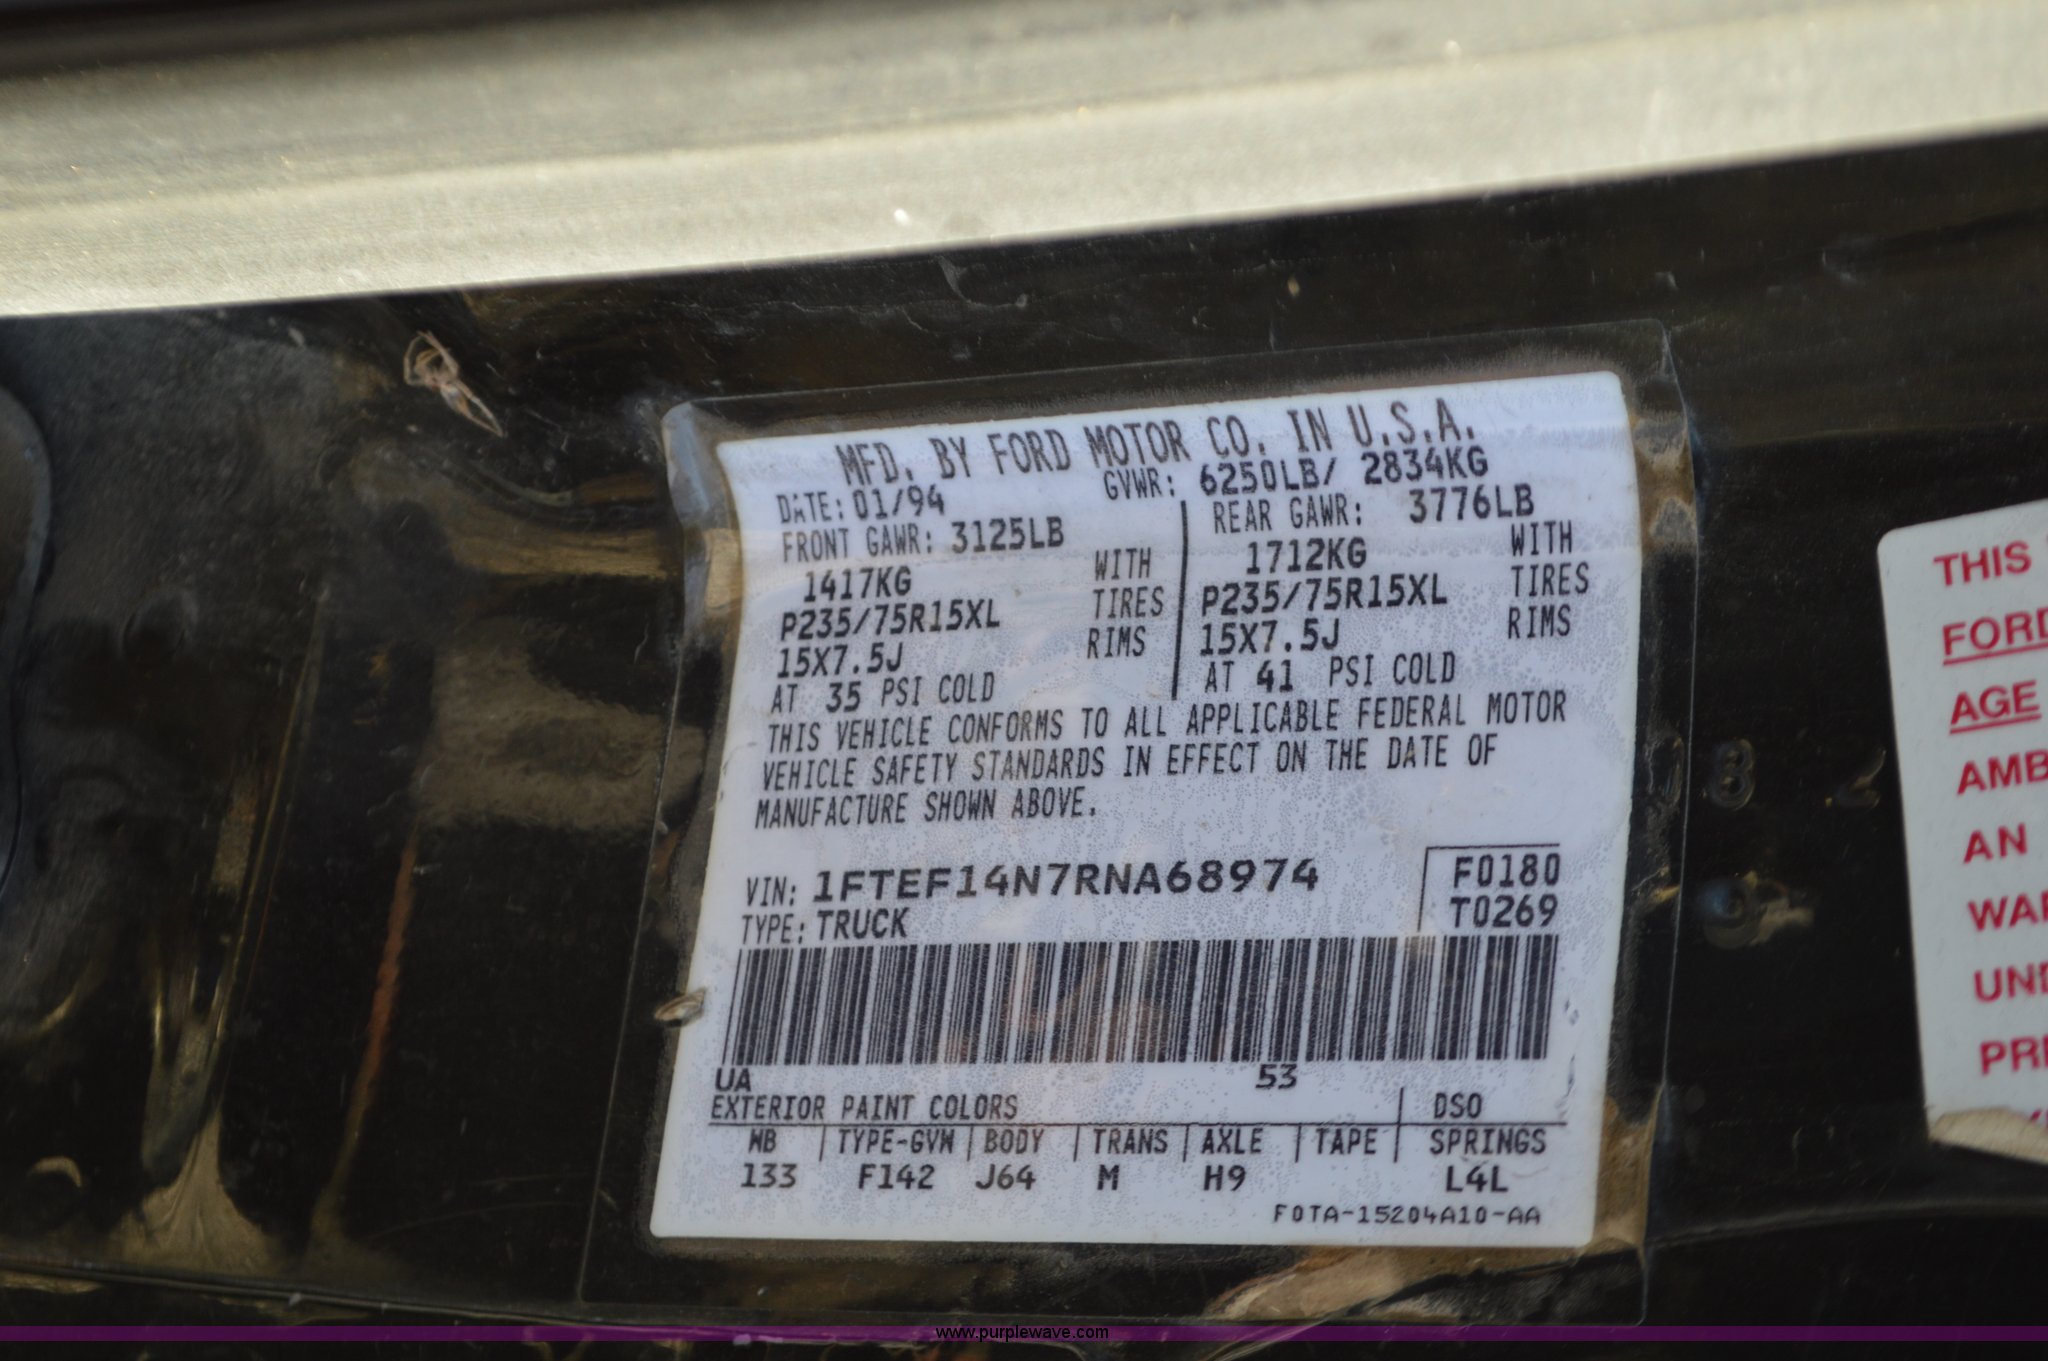 MFD. BY FORD MOTOR CO. IN U.S.A.
DATE: 01/94 GVWR: 6250LB/ 2834KG
FRONT GAWR: 3125LB REAR GAWR: 3776LB
1417KG WITH 1712KG WITH
P235/75R15XL TIRES P235/75R15XL TIRES
15X7.5J RIMS 15X7.5J RIMS
AT 35 PSI COLD AT 41 PSI COLD
THIS VEHICLE CONFORMS TO ALL APPLICABLE FEDERAL MOTOR
VEHICLE SAFETY STANDARDS IN EFFECT ON THE DATE OF
MANUFACTURE SHOWN ABOVE.
VIN: 1FTEF14N7RNA68974 F0180
TYPE: TRUCK T0269
UA 53
EXTERIOR PAINT COLORS DSO
WB TYPE-GVW BODY TRANS AXLE TAPE SPRINGS
133 F142 J64 M H9 L4L
F0TA-15204A10-AA
THIS
FORD
AGE
AMB
AN
WAR
UND
PRE
www.purplewave.com